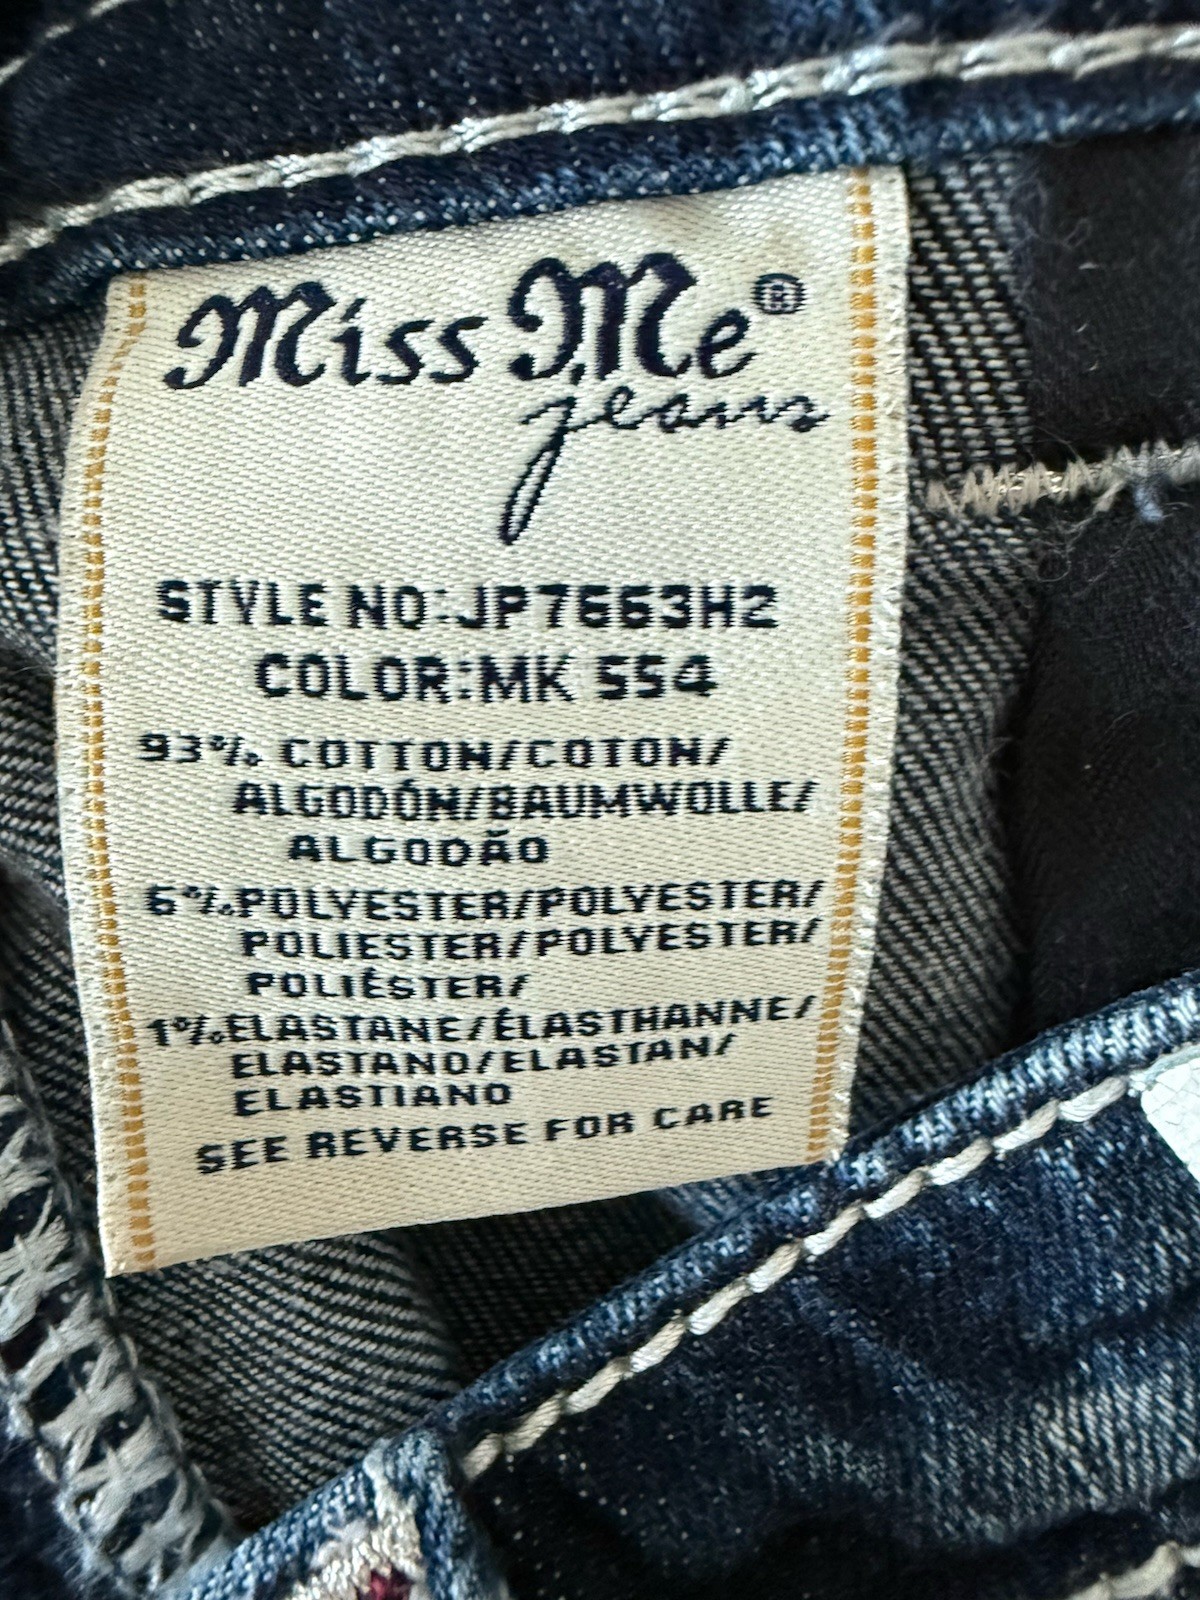 Miss Me®
jeans
STYLE NO:JP7663H2
COLOR:MK 554
93% COTTON/COTON/
ALGODÓN/BAUMWOLLE/
ALGODÃO
6%POLYESTER/POLYESTER/
POLIESTER/POLYESTER/
POLIÉSTER/
1%ELASTANE/ÉLASTHANNE/
ELASTANO/ELASTAN/
ELASTIANO
SEE REVERSE FOR CARE